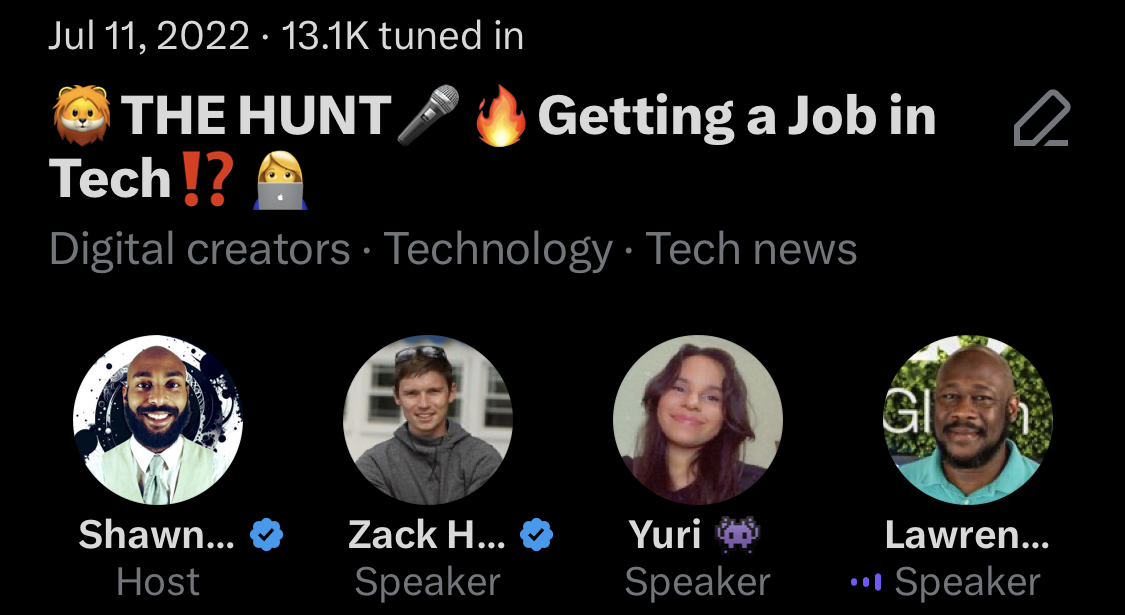 Jul 11, 2022 · 13.1K tuned in
🦁THE HUNT🎤 🔥Getting a Job in
Tech⁉️ 👩‍💻
Digital creators · Technology · Tech news
Shawn... Zack H... Yuri 👾 Lawren...
Host Speaker Speaker Speaker